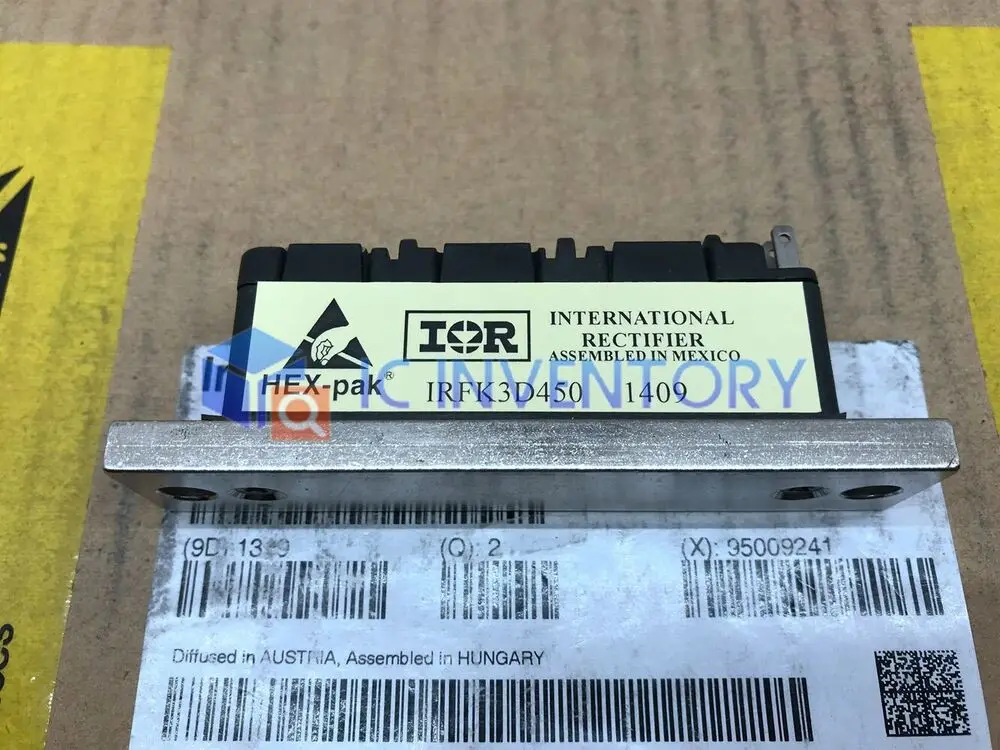 IOR
INTERNATIONAL
RECTIFIER
ASSEMBLED IN MEXICO
HEX-pak®
IRFK3D450 1409
IC INVENTORY
(Q): 2
(X): 95009241
Diffused in AUSTRIA, Assembled in HUNGARY